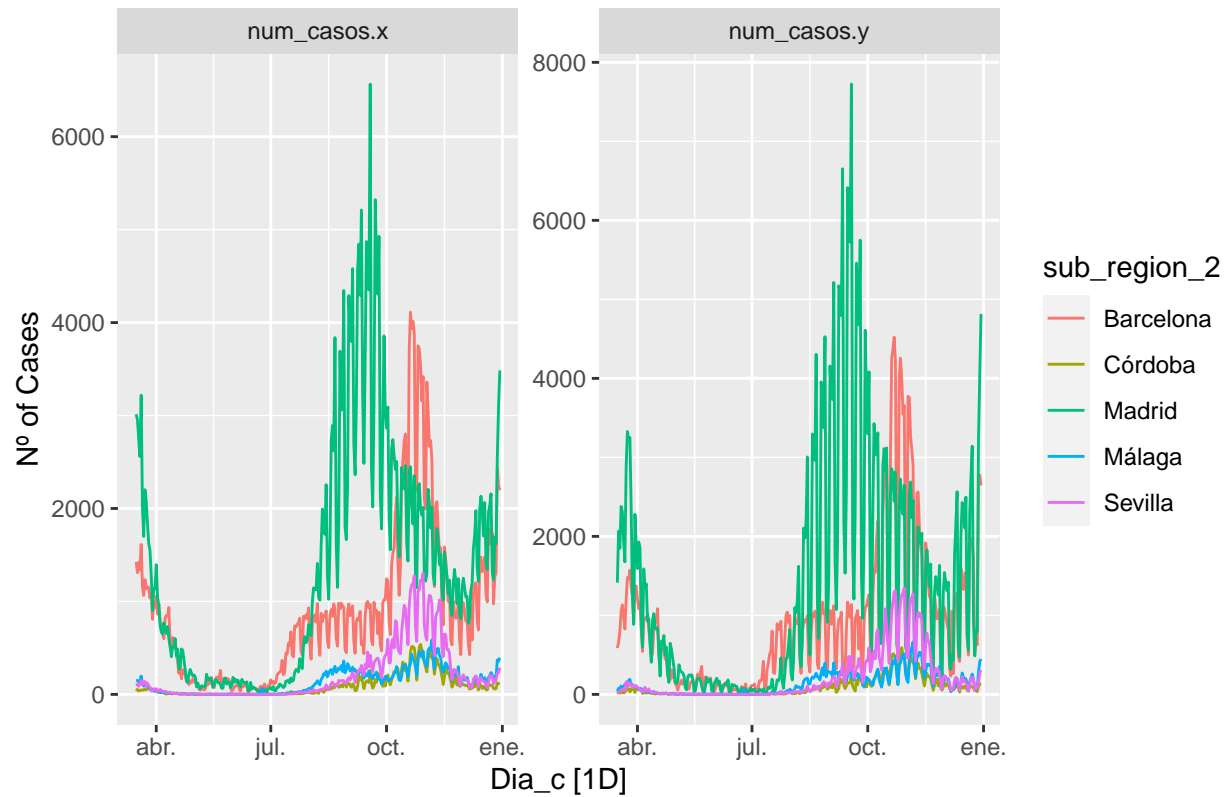 num_casos.x
num_casos.y
Nº of Cases
6000
4000
2000
0
8000
6000
4000
2000
0
abr.
jul.
oct.
ene.
abr.
jul.
oct.
ene.
Dia_c [1D]
sub_region_2
Barcelona
Córdoba
Madrid
Málaga
Sevilla